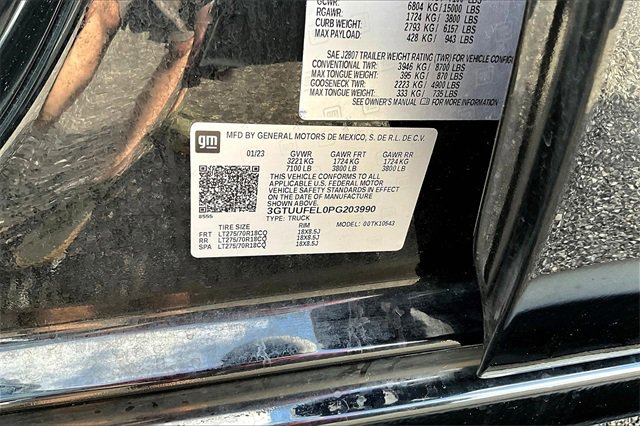 GCWR: 6804 KG/ 15000 LBS
RGAWR: 1724 KG/ 3800 LBS
CURB WEIGHT: 2793 KG/ 6157 LBS
MAX PAYLOAD: 428 KG/ 943 LBS
SAE J2807 TRAILER WEIGHT RATING (TWR) FOR VEHICLE CONFIG
CONVENTIONAL TWR: 3946 KG/ 8700 LBS
MAX TONGUE WEIGHT: 395 KG/ 870 LBS
GOOSENECK TWR: 2223 KG/ 4900 LBS
MAX TONGUE WEIGHT: 333 KG/ 735 LBS
SEE OWNER'S MANUAL FOR MORE INFORMATION
gm MFD BY GENERAL MOTORS DE MEXICO, S. DE R.L. DE C.V.
01/23 GVWR GAWR FRT GAWR RR
3221 KG 1724 KG 1724 KG
7100 LB 3800 LB 3800 LB
THIS VEHICLE CONFORMS TO ALL
APPLICABLE U.S. FEDERAL MOTOR
VEHICLE SAFETY STANDARDS IN EFFECT
ON THE DATE OF MANUFACTURE
SHOWN ABOVE.
3GTUUFEL0PG203990
TYPE: TRUCK MODEL: 00TK10543
TIRE SIZE RIM
FRT LT275/70R18CQ 18X8.5J
RR LT275/70R18CQ 18X8.5J
SPA LT275/70R18CQ 18X8.5J